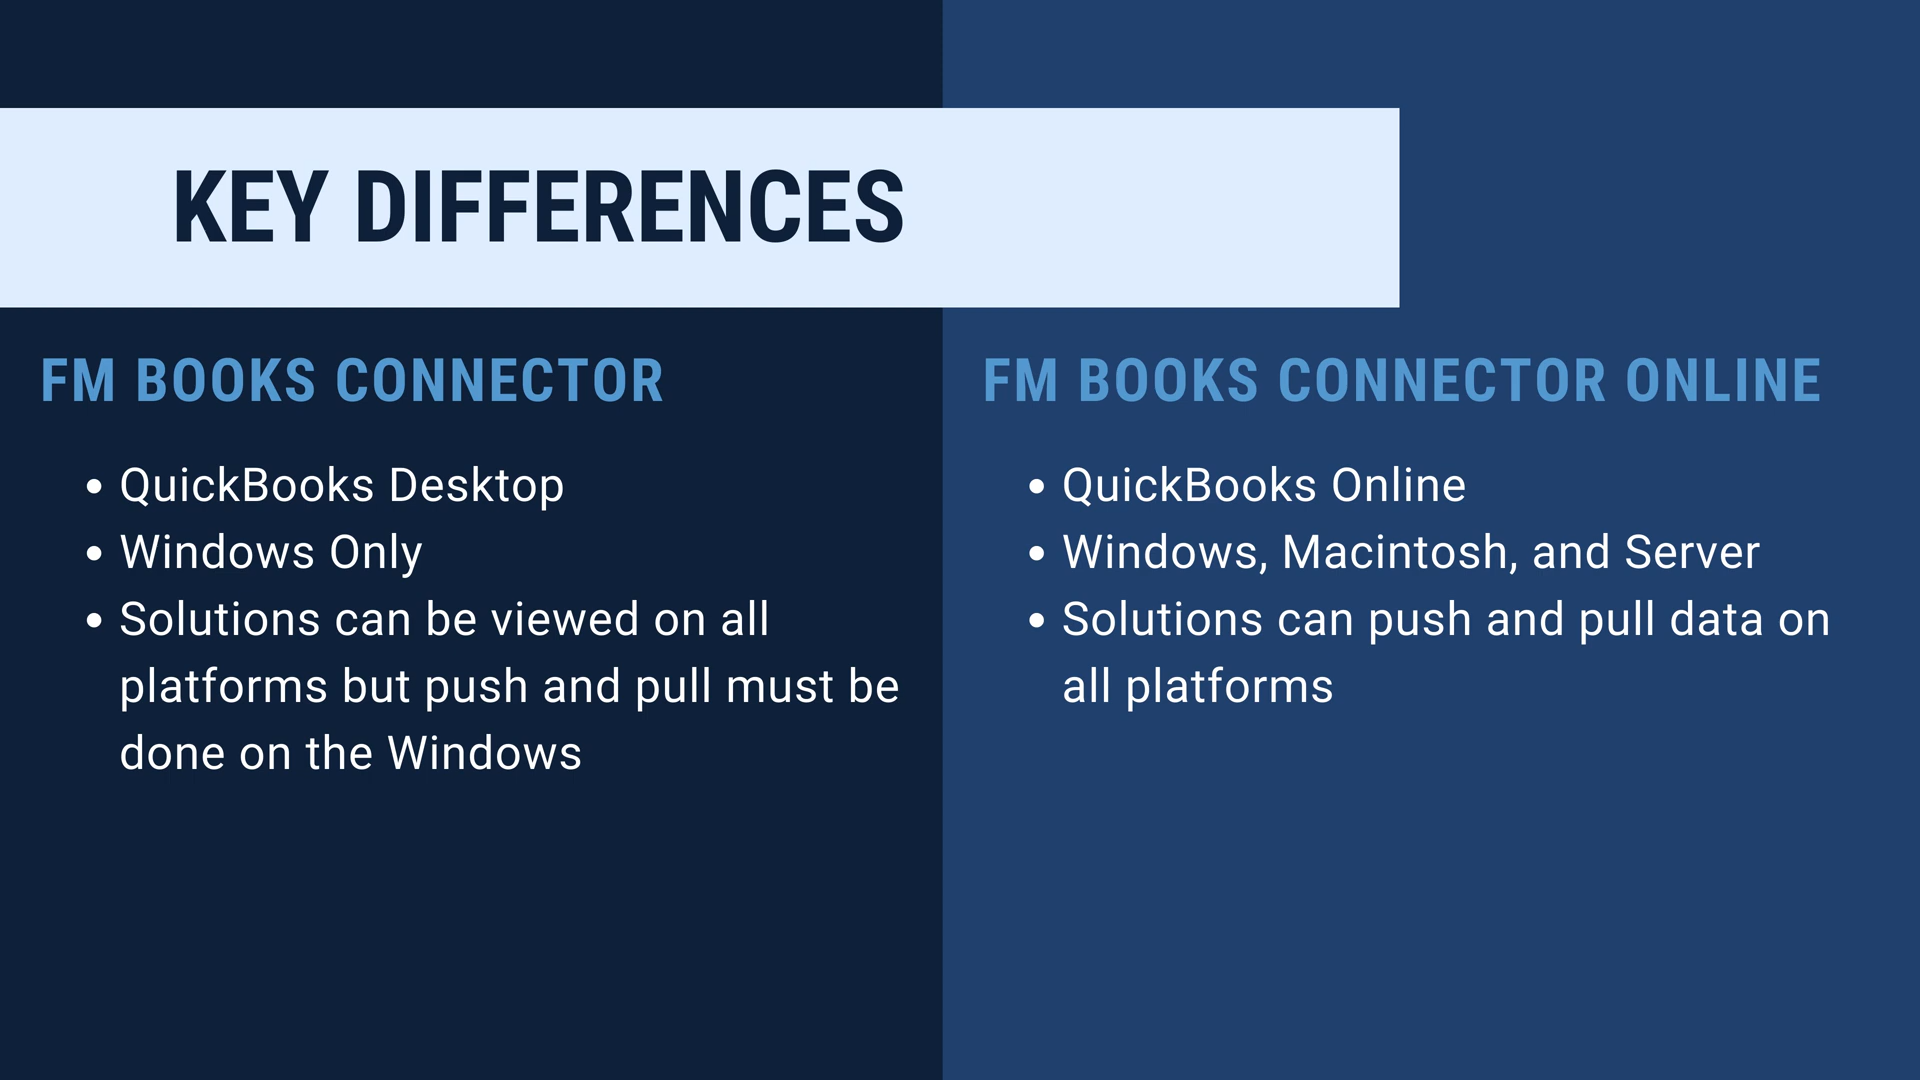 KEY DIFFERENCES
FM BOOKS CONNECTOR
• QuickBooks Desktop
• Windows Only
• Solutions can be viewed on all
platforms but push and pull must be
done on the Windows
FM BOOKS CONNECTOR ONLINE
• QuickBooks Online
• Windows, Macintosh, and Server
• Solutions can push and pull data on
all platforms